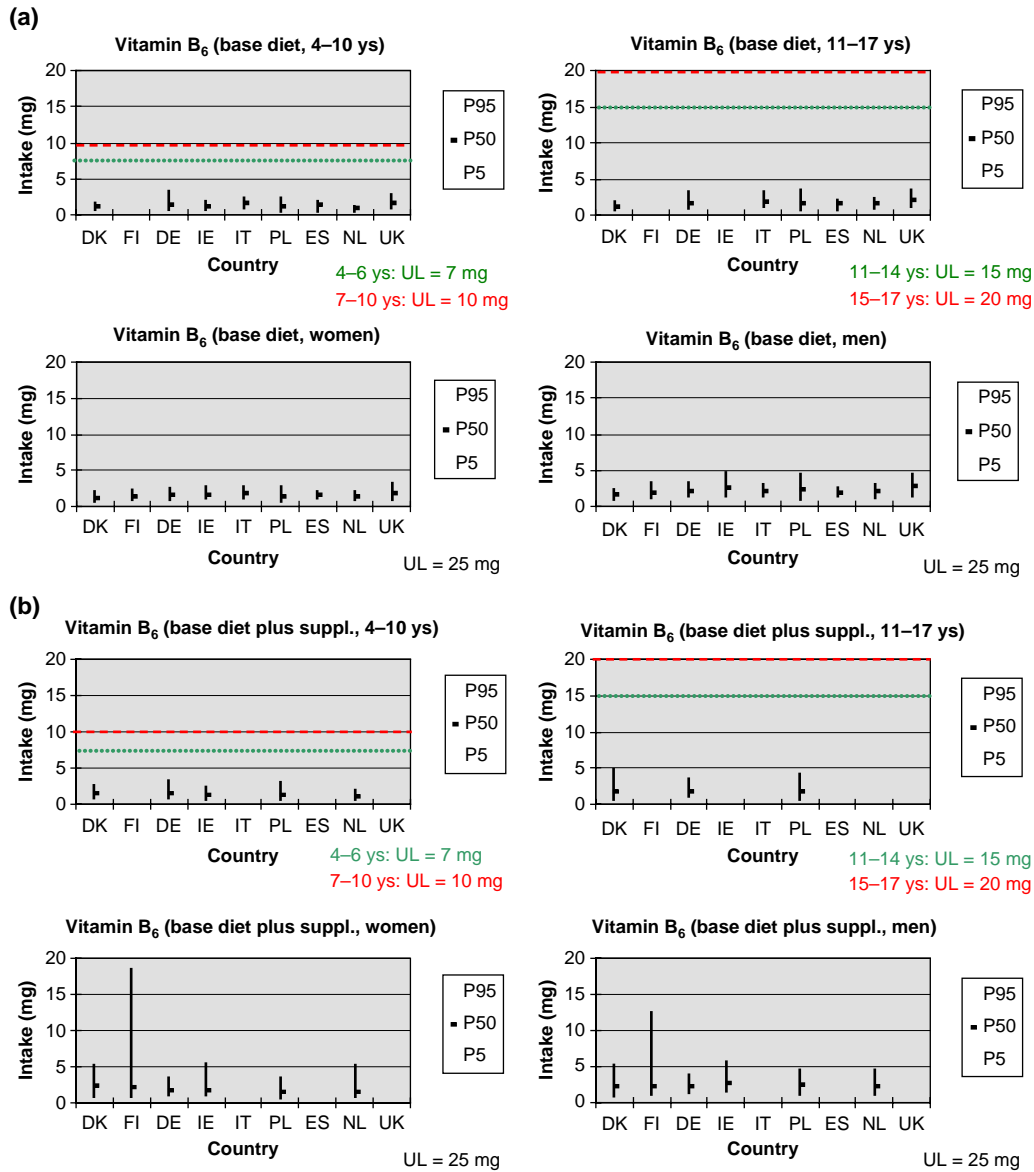 (a)
Vitamin B6 (base diet, 4–10 ys)
20
15
10
5
0
Intake (mg)
DK FI DE IE IT PL ES NL UK
Country
P95
P50
P5
4–6 ys: UL = 7 mg
7–10 ys: UL = 10 mg
Vitamin B6 (base diet, 11–17 ys)
20
15
10
5
0
Intake (mg)
DK FI DE IE IT PL ES NL UK
Country
P95
P50
P5
11–14 ys: UL = 15 mg
15–17 ys: UL = 20 mg
Vitamin B6 (base diet, women)
20
15
10
5
0
Intake (mg)
DK FI DE IE IT PL ES NL UK
Country
P95
P50
P5
UL = 25 mg
Vitamin B6 (base diet, men)
20
15
10
5
0
Intake (mg)
DK FI DE IE IT PL ES NL UK
Country
P95
P50
P5
UL = 25 mg
(b)
Vitamin B6 (base diet plus suppl., 4–10 ys)
20
15
10
5
0
Intake (mg)
DK FI DE IE IT PL ES NL UK
Country
P95
P50
P5
4–6 ys: UL = 7 mg
7–10 ys: UL = 10 mg
Vitamin B6 (base diet plus suppl., 11–17 ys)
20
15
10
5
0
Intake (mg)
DK FI DE IE IT PL ES NL UK
Country
P95
P50
P5
11–14 ys: UL = 15 mg
15–17 ys: UL = 20 mg
Vitamin B6 (base diet plus suppl., women)
20
15
10
5
0
Intake (mg)
DK FI DE IE IT PL ES NL UK
Country
P95
P50
P5
UL = 25 mg
Vitamin B6 (base diet plus suppl., men)
20
15
10
5
0
Intake (mg)
DK FI DE IE IT PL ES NL UK
Country
P95
P50
P5
UL = 25 mg